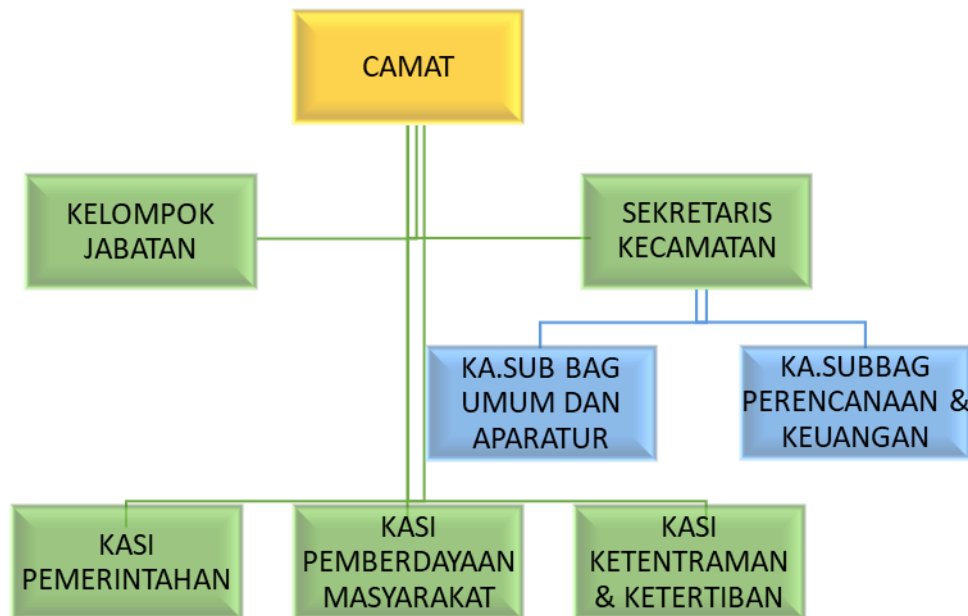 CAMAT
KELOMPOK
JABATAN
SEKRETARIS
KECAMATAN
KA.SUB BAG
UMUM DAN
APARATUR
KA.SUBBAG
PERENCANAAN &
KEUANGAN
KASI
PEMERINTAHAN
KASI
PEMBERDAYAAN
MASYARAKAT
KASI
KETENTRAMAN
& KETERTIBAN